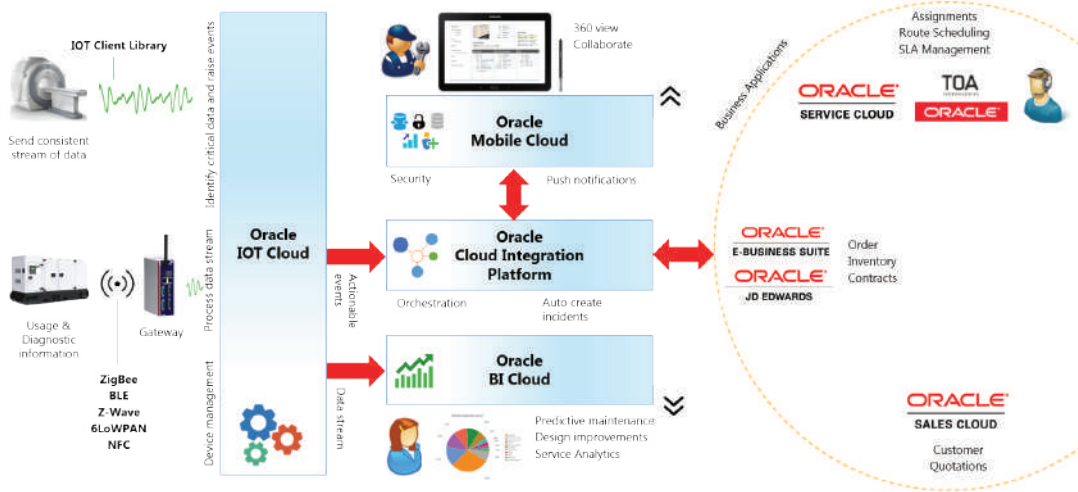 IOT Client Library
Send consistent
stream of data
Usage &
Diagnostic
information
Gateway
ZigBee
BLE
Z-Wave
6LoWPAN
NFC
Identify critical data and raise events
Process data stream
Device management
Oracle
IOT Cloud
Actionable
events
Data stream
360 view
Collaborate
Oracle
Mobile Cloud
Security
Push notifications
Oracle
Cloud Integration
Platform
Orchestration
Auto create
incidents
Oracle
BI Cloud
Predictive maintenance
Design improvements
Service Analytics
Business Applications
Assignments
Route Scheduling
SLA Management
ORACLE
SERVICE CLOUD
TOA
ORACLE
ORACLE
E-BUSINESS SUITE
ORACLE
JD EDWARDS
Order
Inventory
Contracts
ORACLE
SALES CLOUD
Customer
Quotations